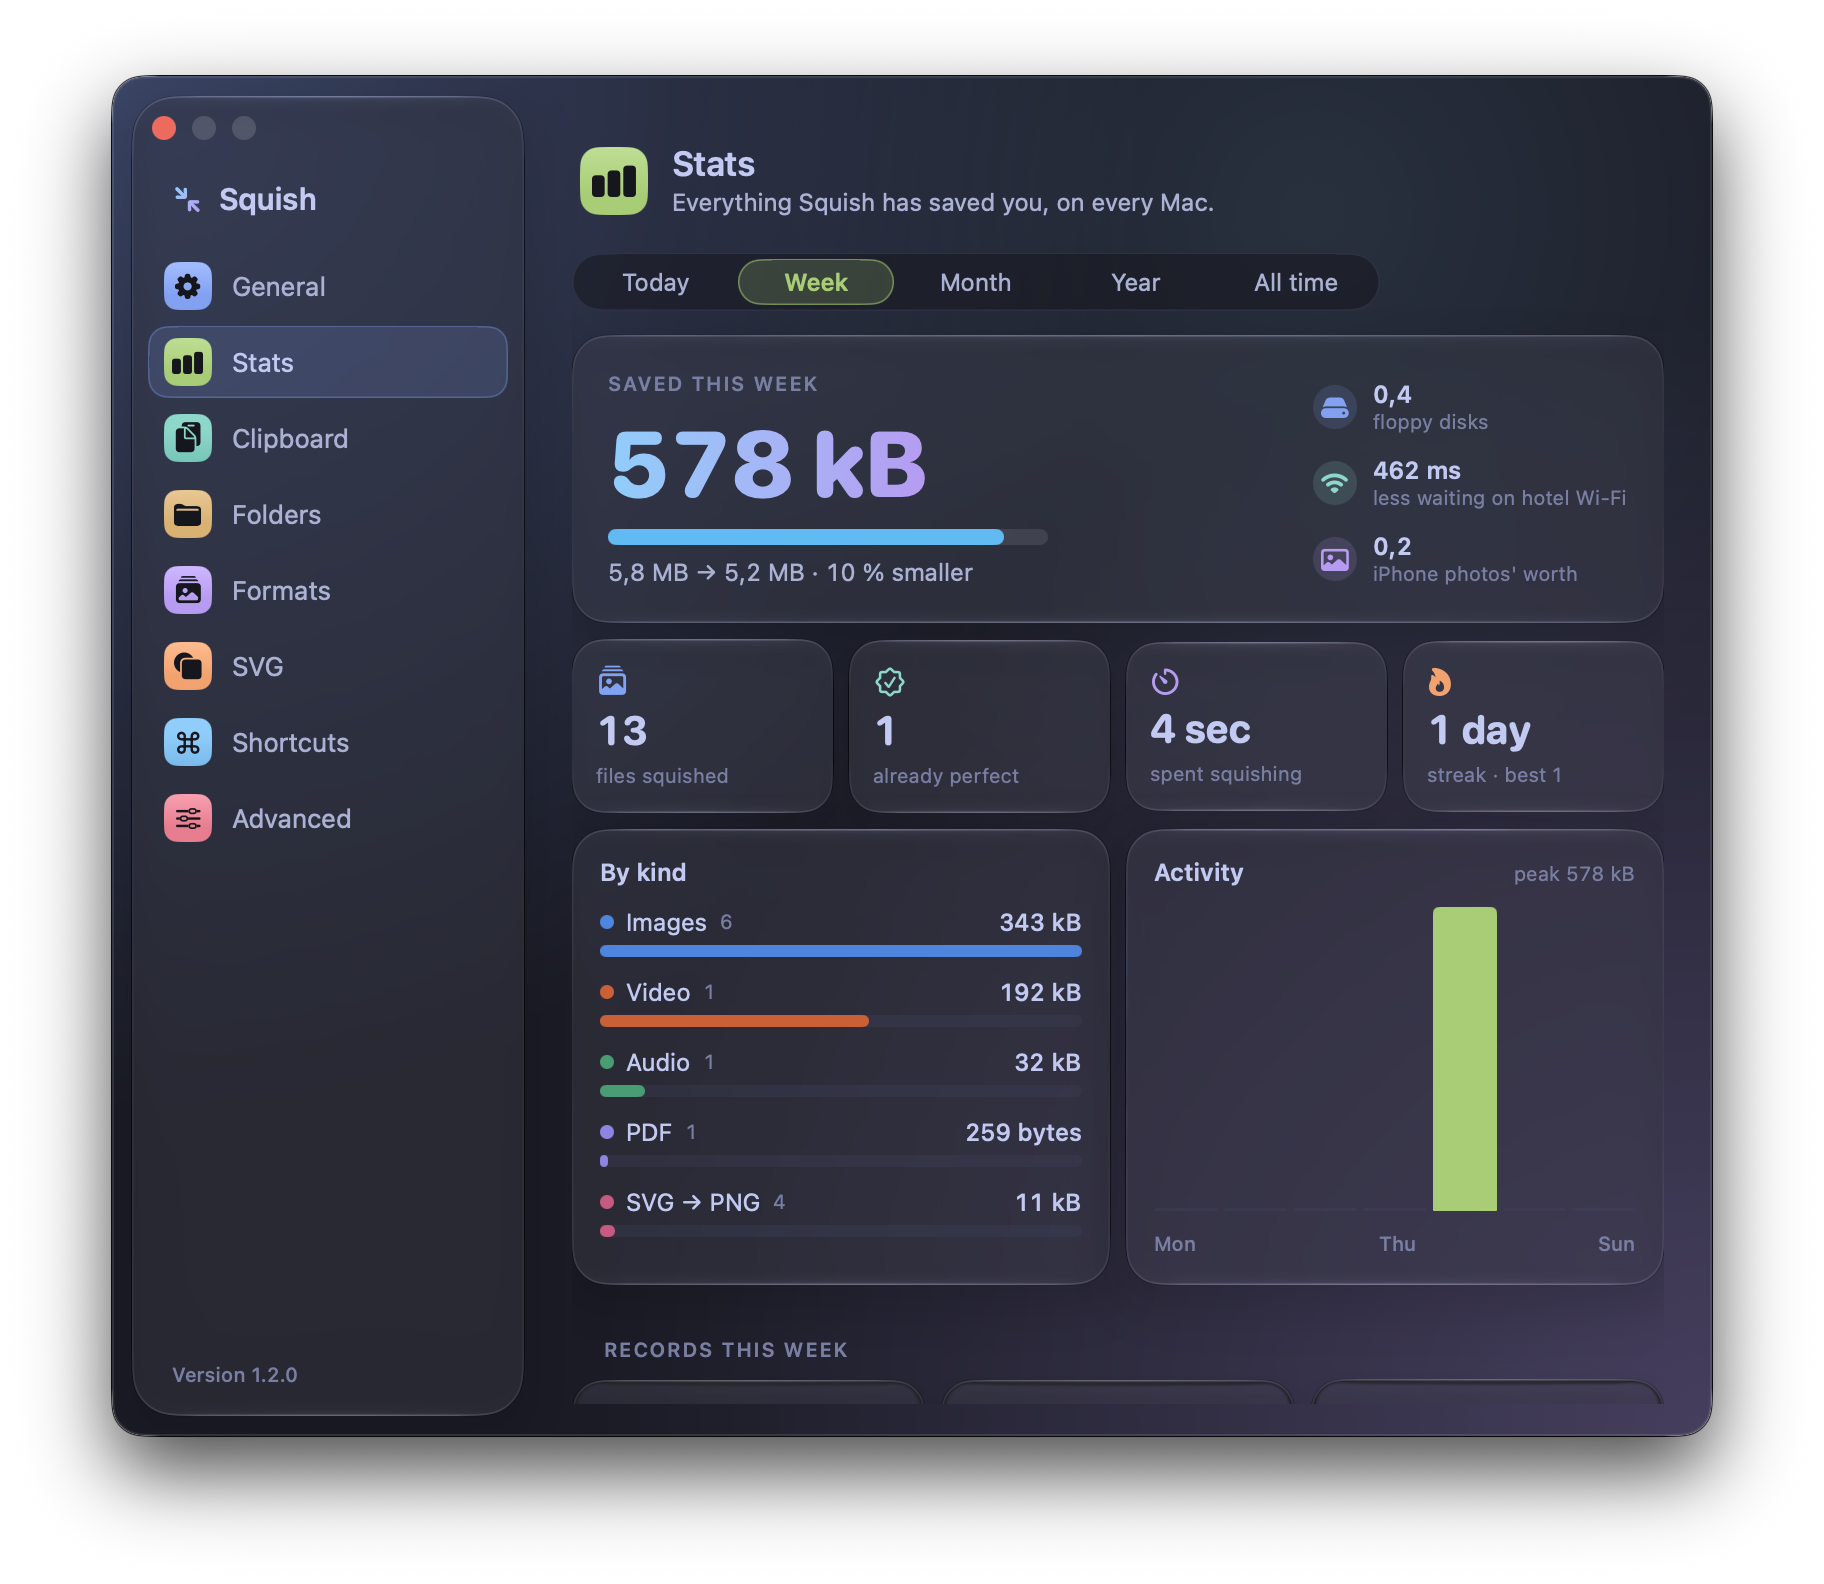 Squish
General
Stats
Clipboard
Folders
Formats
SVG
Shortcuts
Advanced
Version 1.2.0
Stats
Everything Squish has saved you, on every Mac.
Today
Week
Month
Year
All time
SAVED THIS WEEK
578 kB
5,8 MB → 5,2 MB · 10 % smaller
0,4
floppy disks
462 ms
less waiting on hotel Wi-Fi
0,2
iPhone photos' worth
13
files squished
1
already perfect
4 sec
spent squishing
1 day
streak · best 1
By kind
Images 6 343 kB
Video 1 192 kB
Audio 1 32 kB
PDF 1 259 bytes
SVG → PNG 4 11 kB
Activity peak 578 kB
Mon Thu Sun
RECORDS THIS WEEK